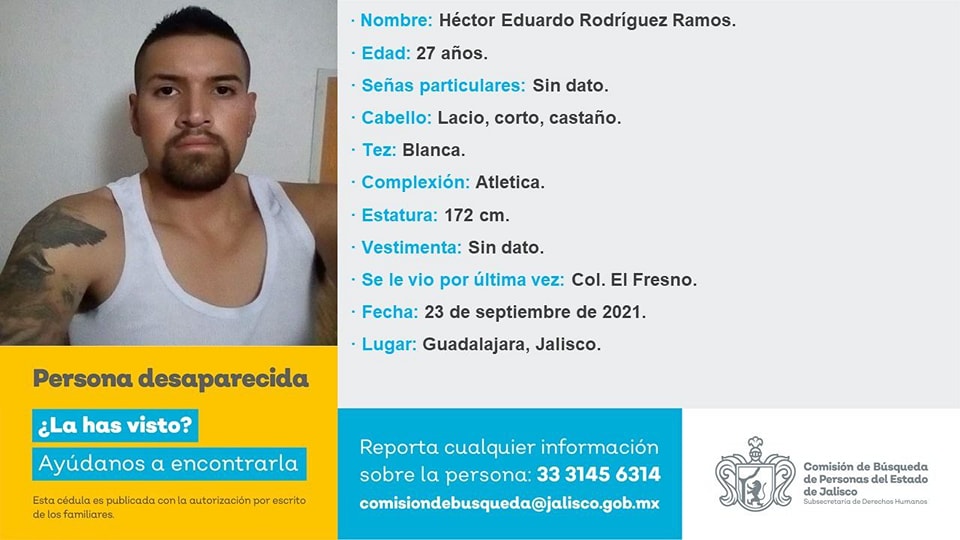 · Nombre: Héctor Eduardo Rodríguez Ramos.
· Edad: 27 años.
· Señas particulares: Sin dato.
· Cabello: Lacio, corto, castaño.
· Tez: Blanca.
· Complexión: Atletica.
· Estatura: 172 cm.
· Vestimenta: Sin dato.
· Se le vio por última vez: Col. El Fresno.
· Fecha: 23 de septiembre de 2021.
· Lugar: Guadalajara, Jalisco.
Persona desaparecida
¿La has visto?
Ayúdanos a encontrarla
Esta cédula es publicada con la autorización por escrito
de los familiares.
Reporta cualquier información
sobre la persona: 33 3145 6314
comisiondebusqueda@jalisco.gob.mx
Comisión de Búsqueda
de Personas del Estado
de Jalisco
Subsecretaría de Derechos Humanos